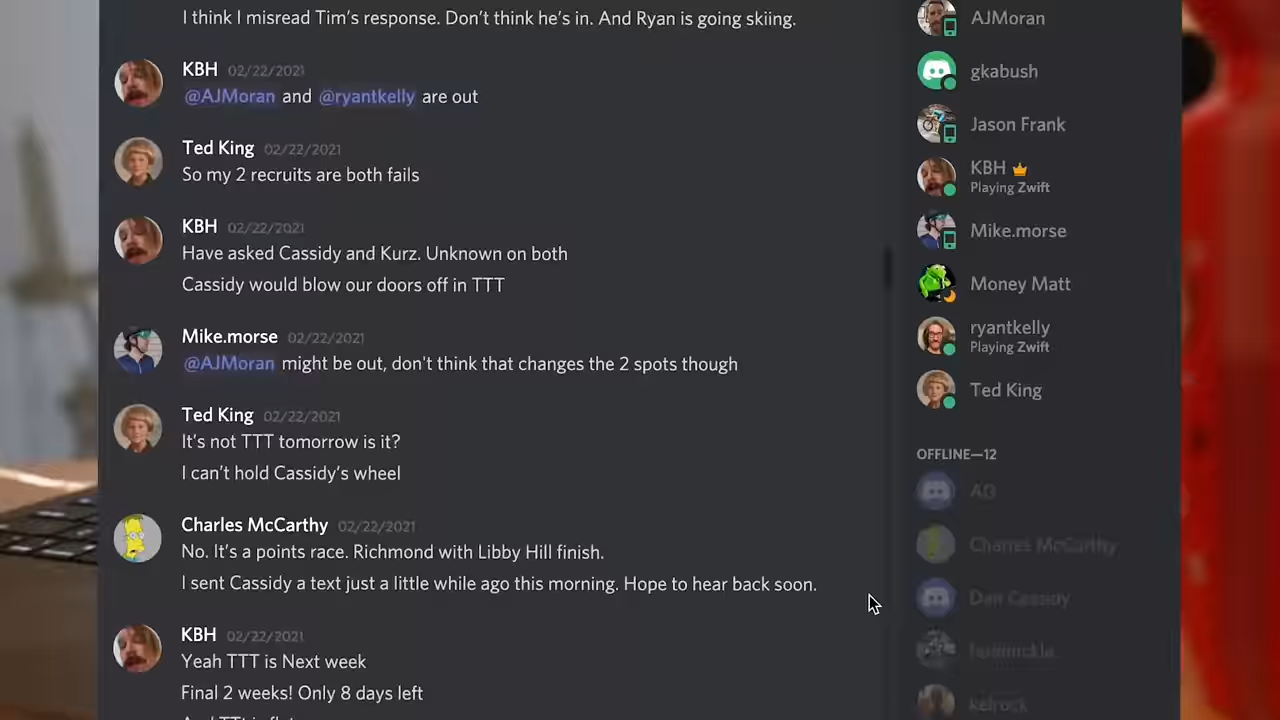 I think I misread Tim's response. Don't think he's in. And Ryan is going skiing.
KBH 02/22/2021
@AJMoran and @ryantkelly are out
Ted King 02/22/2021
So my 2 recruits are both fails
KBH 02/22/2021
Have asked Cassidy and Kurz. Unknown on both
Cassidy would blow our doors off in TTT
Mike.morse 02/22/2021
@AJMoran might be out, don't think that changes the 2 spots though
Ted King 02/22/2021
It's not TTT tomorrow is it?
I can't hold Cassidy's wheel
Charles McCarthy 02/22/2021
No. It's a points race. Richmond with Libby Hill finish.
I sent Cassidy a text just a little while ago this morning. Hope to hear back soon.
KBH 02/22/2021
Yeah TTT is Next week
Final 2 weeks! Only 8 days left
AJMoran
gkabush
Jason Frank
KBH
Playing Zwift
Mike.morse
Money Matt
ryantkelly
Playing Zwift
Ted King
OFFLINE—12
Charles McCarthy
Dan Cassidy
kelrock